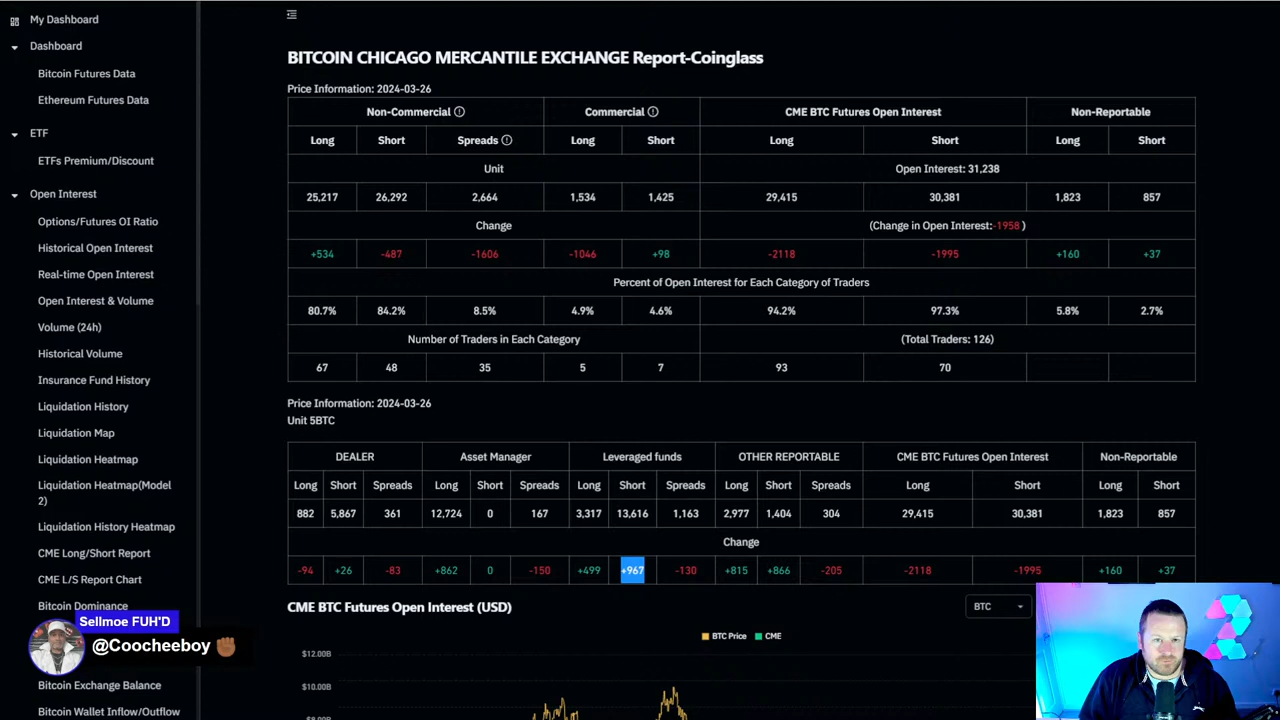 My Dashboard
Dashboard
Bitcoin Futures Data
Ethereum Futures Data
ETF
ETFs Premium/Discount
Open Interest
Options/Futures OI Ratio
Historical Open Interest
Real-time Open Interest
Open Interest & Volume
Volume (24h)
Historical Volume
Insurance Fund History
Liquidation History
Liquidation Map
Liquidation Heatmap
Liquidation Heatmap(Model
2)
Liquidation History Heatmap
CME Long/Short Report
CME L/S Report Chart
Bitcoin Dominance
Sellmoe FUH'D
@Coocheeboy
Bitcoin Exchange Balance
Bitcoin Wallet Inflow/Outflow
BITCOIN CHICAGO MERCANTILE EXCHANGE Report-Coinglass
Price Information: 2024-03-26
Non-Commercial Commercial CME BTC Futures Open Interest Non-Reportable
Long Short Spreads Long Short Long Short Long Short
Unit Open Interest: 31,238
25,217 26,292 2,664 1,534 1,425 29,415 30,381 1,823 857
Change (Change in Open Interest:-1958 )
+534 -487 -1606 -1046 +98 -2118 -1995 +160 +37
Percent of Open Interest for Each Category of Traders
80.7% 84.2% 8.5% 4.9% 4.6% 94.2% 97.3% 5.8% 2.7%
Number of Traders in Each Category (Total Traders: 126)
67 48 35 5 7 93 70
Price Information: 2024-03-26
Unit 5BTC
DEALER Asset Manager Leveraged funds OTHER REPORTABLE CME BTC Futures Open Interest Non-Reportable
Long Short Spreads Long Short Spreads Long Short Spreads Long Short Spreads Long Short Long Short
882 5,867 361 12,724 0 167 3,317 13,616 1,163 2,977 1,404 304 29,415 30,381 1,823 857
Change
-94 +26 -83 +862 0 -150 +499 +967 -130 +815 +866 -205 -2118 -1995 +160 +37
CME BTC Futures Open Interest (USD)
BTC
BTC Price CME
$12.00B
$10.00B